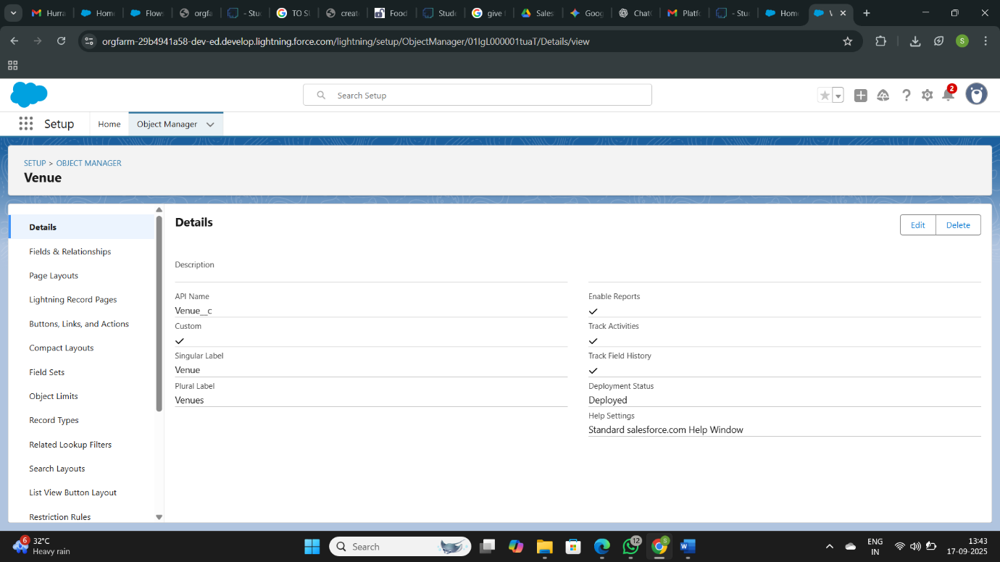 Hurra
Home
Flows
orgfa
- Stu
TO SU
create
Food
Stude
give l
Sales
Goog
Chat
Platfo
- Stu
Home
orgfarm-29b4941a58-dev-ed.develop.lightning.force.com/lightning/setup/ObjectManager/01IgL000001tuaT/Details/view
S
Search Setup
2
Setup
Home
Object Manager
SETUP > OBJECT MANAGER
Venue
Details
Fields & Relationships
Page Layouts
Lightning Record Pages
Buttons, Links, and Actions
Compact Layouts
Field Sets
Object Limits
Record Types
Related Lookup Filters
Search Layouts
List View Button Layout
Restriction Rules
Details
Edit
Delete
Description
API Name
Venue__c
Custom
Singular Label
Venue
Plural Label
Venues
Enable Reports
Track Activities
Track Field History
Deployment Status
Deployed
Help Settings
Standard salesforce.com Help Window
6
32°C
Heavy rain
Search
12
S
ENG
IN
13:43
17-09-2025